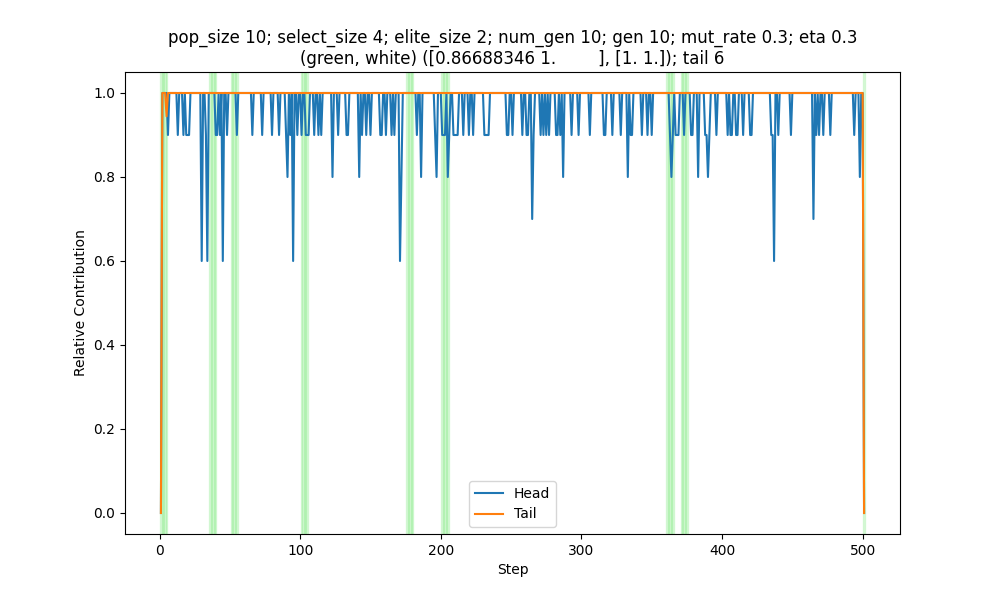 pop_size 10; select_size 4; elite_size 2; num_gen 10; gen 10; mut_rate 0.3; eta 0.3
(green, white) ([0.86688346 1.        ], [1. 1.]); tail 6
1.0
0.8
0.6
0.4
0.2
0.0
Relative Contribution
Head
Tail
0 100 200 300 400 500
Step